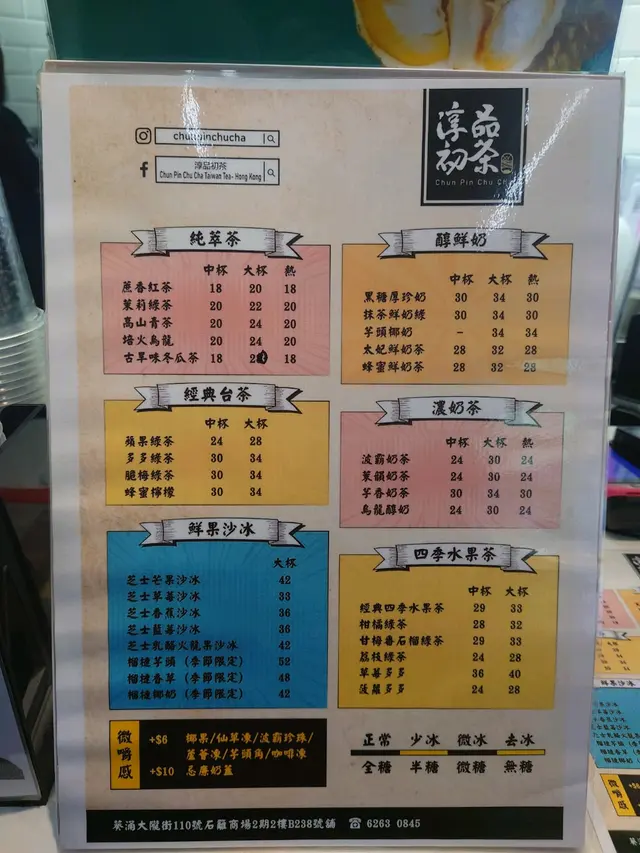 chunpinchucha
淳品初茶
Chun Pin Chu Cha Taiwan Tea- Hong Kong
淳品
初茶
Chun Pin Chu
純萃茶
中杯 大杯 熱
蔗香紅茶 18 20 18
茉莉綠茶 20 22 20
高山青茶 20 24 20
焙火烏龍 20 24 20
古早味冬瓜茶 18 18
經典台茶
中杯 大杯
蘋果綠茶 24 28
多多綠茶 30 34
脆梅綠茶 30 34
蜂蜜檸檬 30 34
鮮果沙冰
大杯
芝士芒果沙冰 42
芝士草莓沙冰 33
芝士香蕉沙冰 36
芝士藍莓沙冰 36
芝士乳酪火龍果沙冰 42
榴槤芋頭 (季節限定) 52
榴槤香草 (季節限定) 48
榴槤椰奶 (季節限定) 42
微嚼感
+$6 椰果/仙草凍/波霸珍珠/
蘆薈凍/芋頭角/咖啡凍
+$10 忌廉奶蓋
醇鮮奶
中杯 大杯 熱
黑糖厚珍奶 30 34 30
抹茶鮮奶綠 30 34 30
芋頭椰奶 - 34 34
太妃鮮奶茶 28 32 28
蜂蜜鮮奶茶 28 32 28
濃奶茶
中杯 大杯 熱
波霸奶茶 24 30 24
茉韻奶茶 24 30 24
芋香奶茶 30 34 30
烏龍醇奶 24 30 24
四季水果茶
中杯 大杯
經典四季水果茶 29 33
柑橘綠茶 28 32
甘梅番石榴綠茶 29 33
荔枝綠茶 24 28
草莓多多 36 40
菠蘿多多 24 28
正常 少冰 微冰 去冰
全糖 半糖 微糖 無糖
葵涌大隴街110號石籬商場2期2樓B238號舖 ☎ 6263 0845